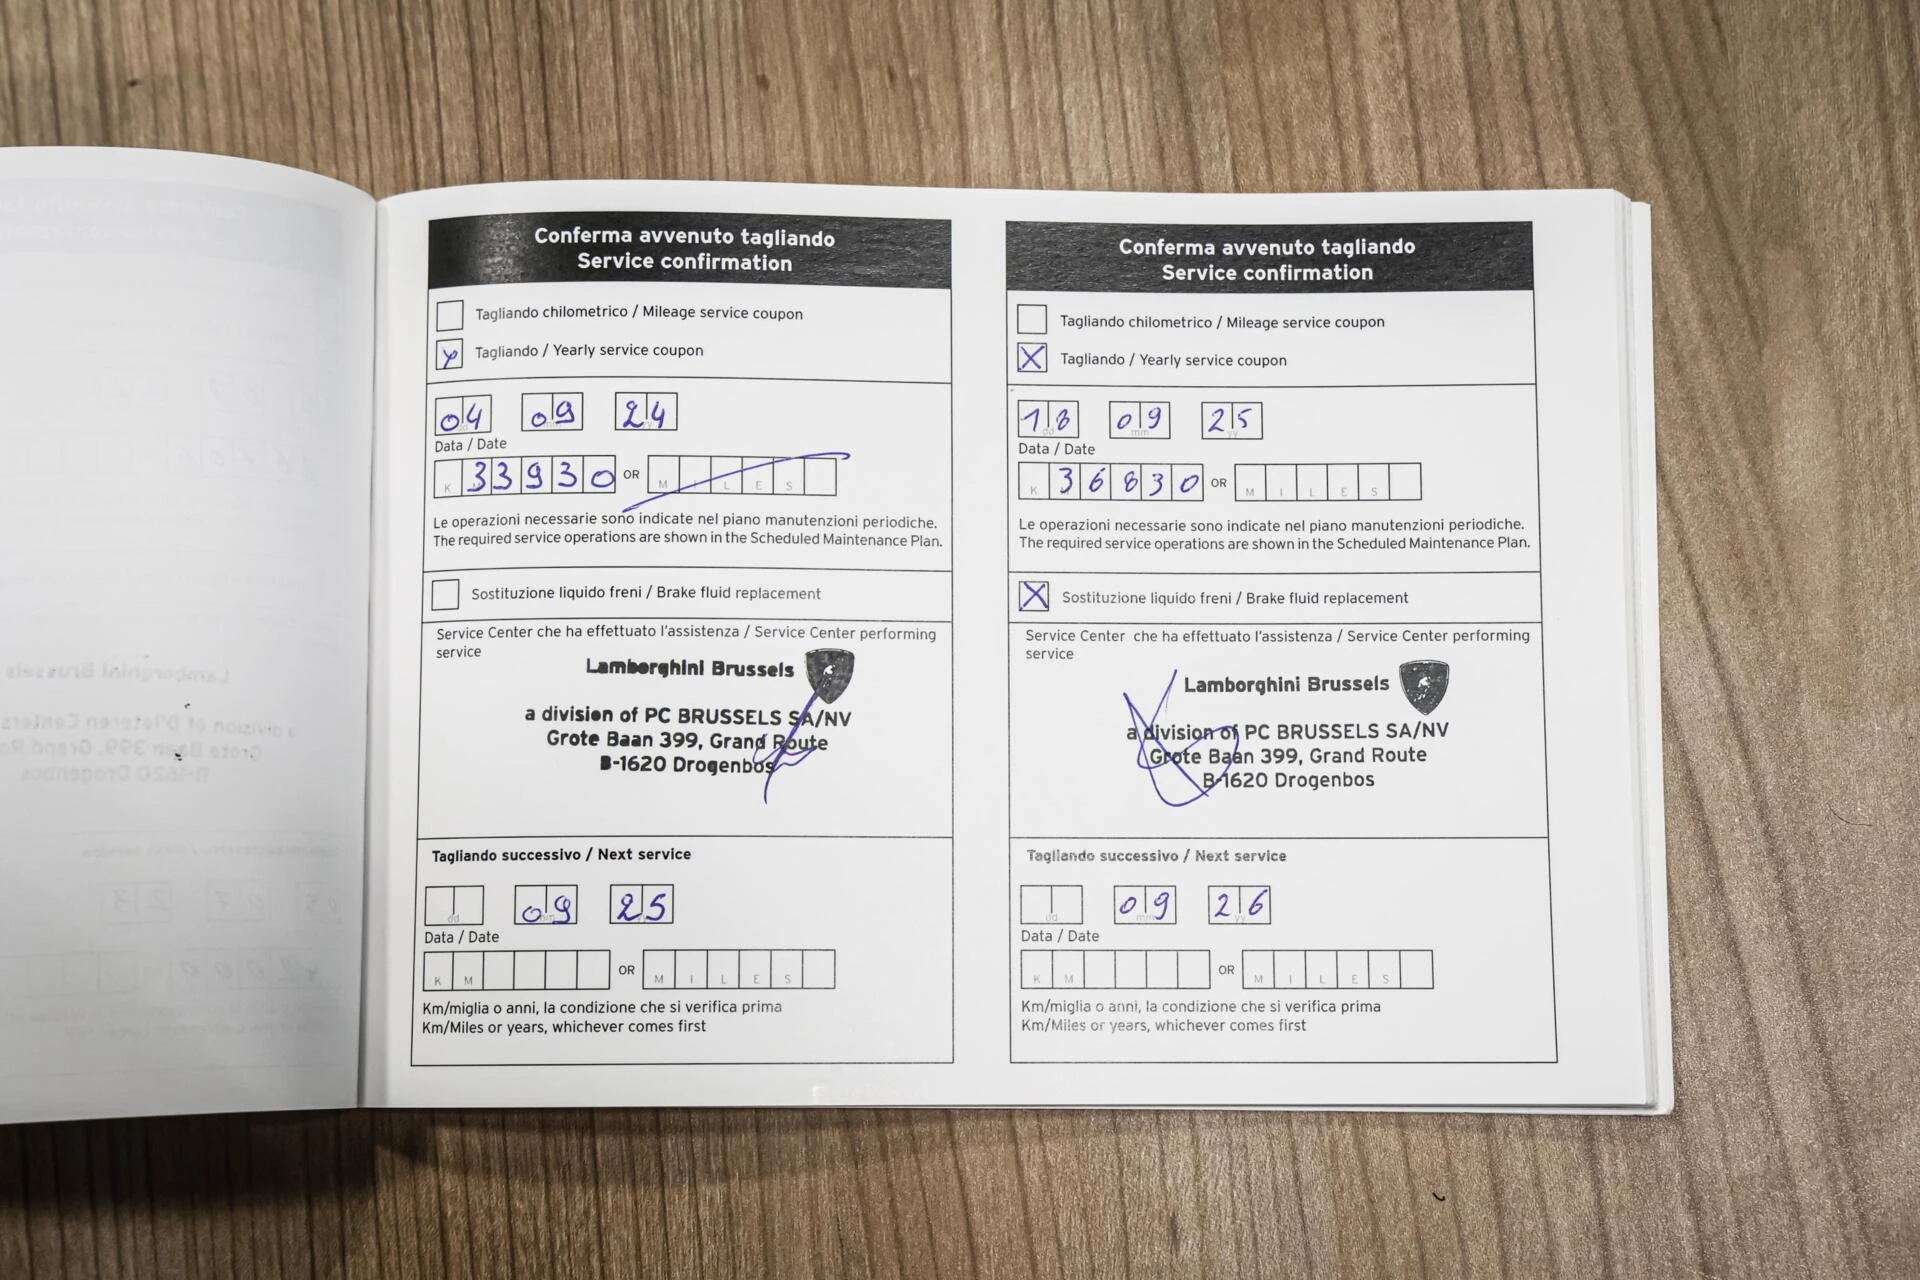 Conferma avvenuto tagliando
Service confirmation
Tagliando chilometrico / Mileage service coupon
Tagliando / Yearly service coupon
04 09 24
Data / Date
K 33930 OR M I L E S
Le operazioni necessarie sono indicate nel piano manutenzioni periodiche.
The required service operations are shown in the Scheduled Maintenance Plan.
Sostituzione liquido freni / Brake fluid replacement
Service Center che ha effettuato l'assistenza / Service Center performing
service
Lamborghini Brussels
a division of PC BRUSSELS SA/NV
Grote Baan 399, Grand Route
B-1620 Drogenbos
Tagliando successivo / Next service
dd 09 25
Data / Date
K M OR M I L E S
Km/miglia o anni, la condizione che si verifica prima
Km/Miles or years, whichever comes first
Conferma avvenuto tagliando
Service confirmation
Tagliando chilometrico / Mileage service coupon
X Tagliando / Yearly service coupon
18 09 25
dd mm yy
Data / Date
K 36830 OR M I L E S
Le operazioni necessarie sono indicate nel piano manutenzioni periodiche.
The required service operations are shown in the Scheduled Maintenance Plan.
X Sostituzione liquido freni / Brake fluid replacement
Service Center che ha effettuato l'assistenza / Service Center performing
service
Lamborghini Brussels
a division of PC BRUSSELS SA/NV
Grote Baan 399, Grand Route
B-1620 Drogenbos
Tagliando successivo / Next service
dd 09 26
Data / Date
K M OR M I L E S
Km/miglia o anni, la condizione che si verifica prima
Km/Miles or years, whichever comes first